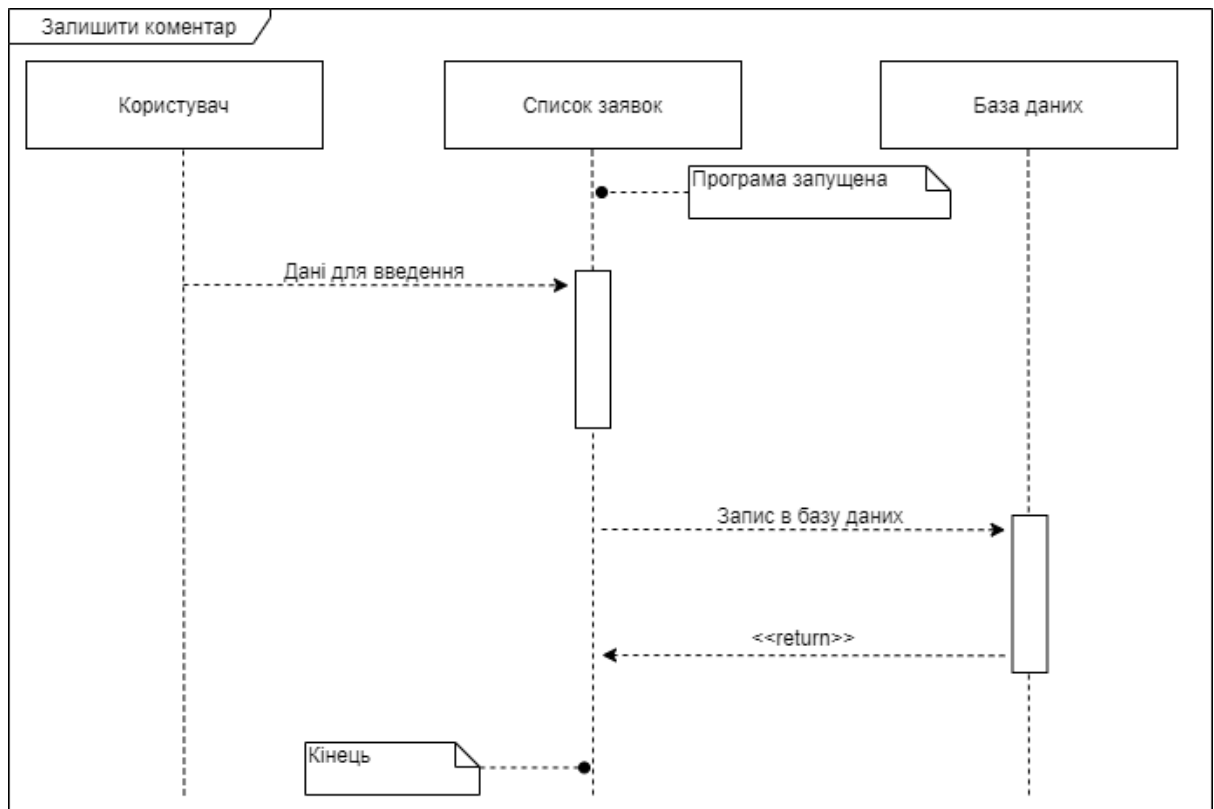 Залишити коментар
Користувач
Список заявок
База даних
Програма запущена
Дані для введення
Запис в базу даних
<<return>>
Кінець